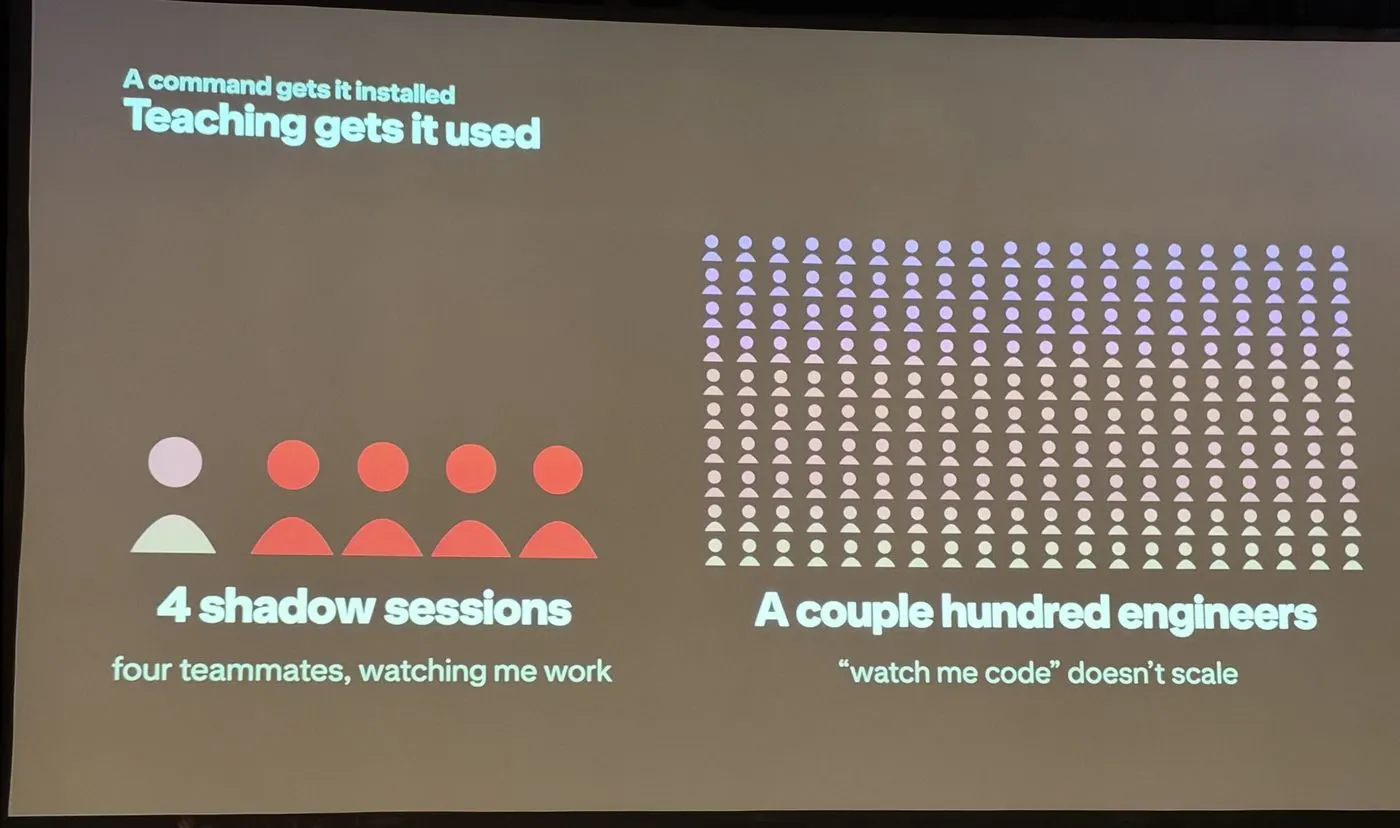 A command gets it installed
Teaching gets it used
4 shadow sessions
four teammates, watching me work
A couple hundred engineers
“watch me code” doesn’t scale